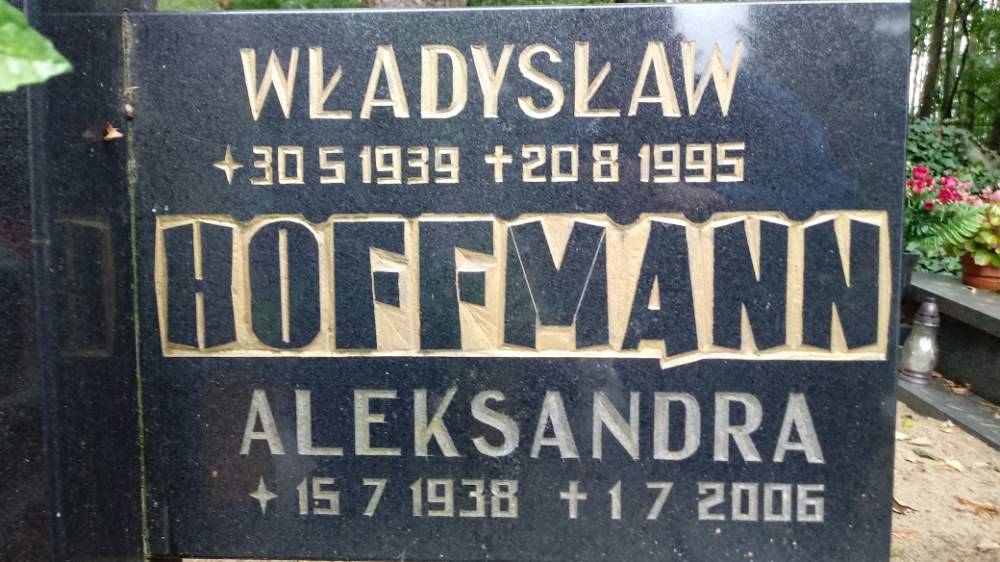 WŁADYSŁAW
✦ 30 5 1939 ✝ 20 8 1995
HOFFMANN
ALEKSANDRA
✦ 15 7 1938 ✝ 1 7 2006